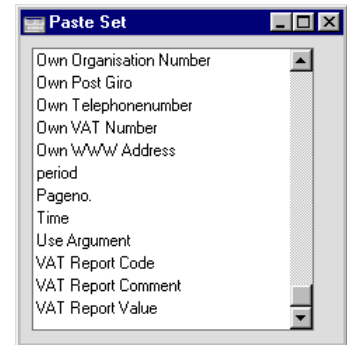 Paste Set
Own Organisation Number
Own Post Giro
Own Telephonenumber
Own VAT Number
Own WWW Address
period
Pageno.
Time
Use Argument
VAT Report Code
VAT Report Comment
VAT Report Value